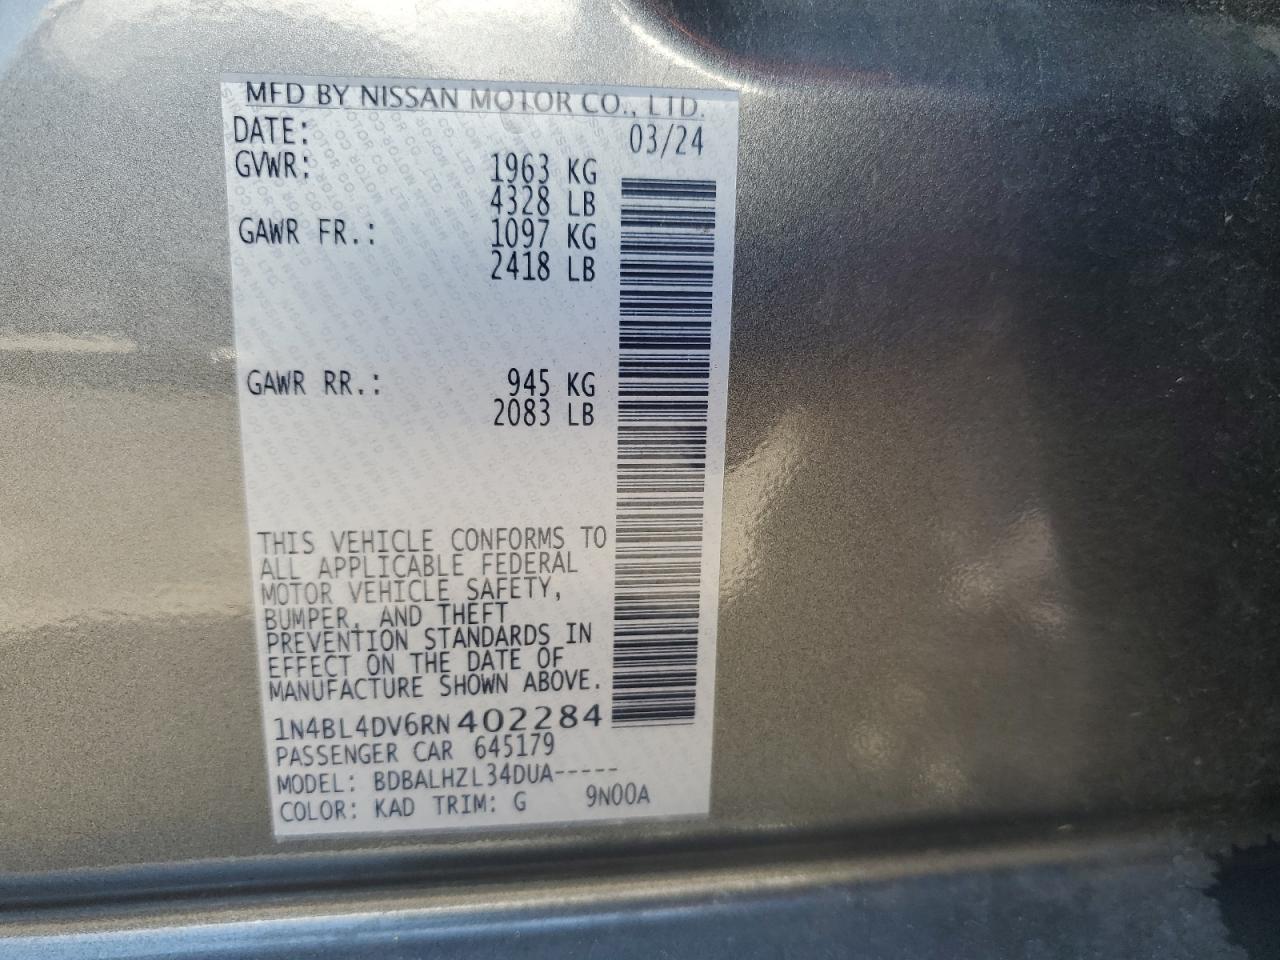 MFD BY NISSAN MOTOR CO., LTD.
DATE: 03/24
GVWR: 1963 KG
4328 LB
GAWR FR.: 1097 KG
2418 LB
GAWR RR.: 945 KG
2083 LB
THIS VEHICLE CONFORMS TO
ALL APPLICABLE FEDERAL
MOTOR VEHICLE SAFETY,
BUMPER, AND THEFT
PREVENTION STANDARDS IN
EFFECT ON THE DATE OF
MANUFACTURE SHOWN ABOVE.
1N4BL4DV6RN402284
PASSENGER CAR 645179
MODEL: BDBALHZL34DUA-----
COLOR: KAD TRIM: G 9N00A